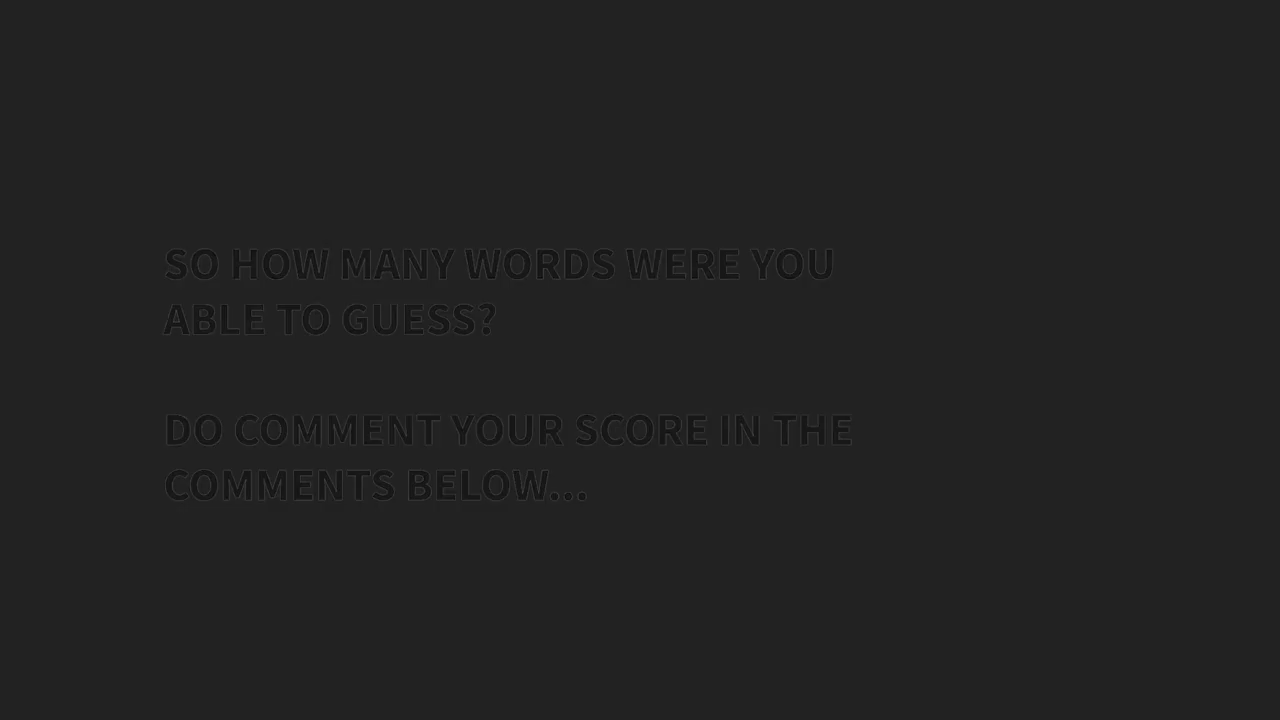 SO HOW MANY WORDS WERE YOU
ABLE TO GUESS?
DO COMMENT YOUR SCORE IN THE
COMMENTS BELOW...